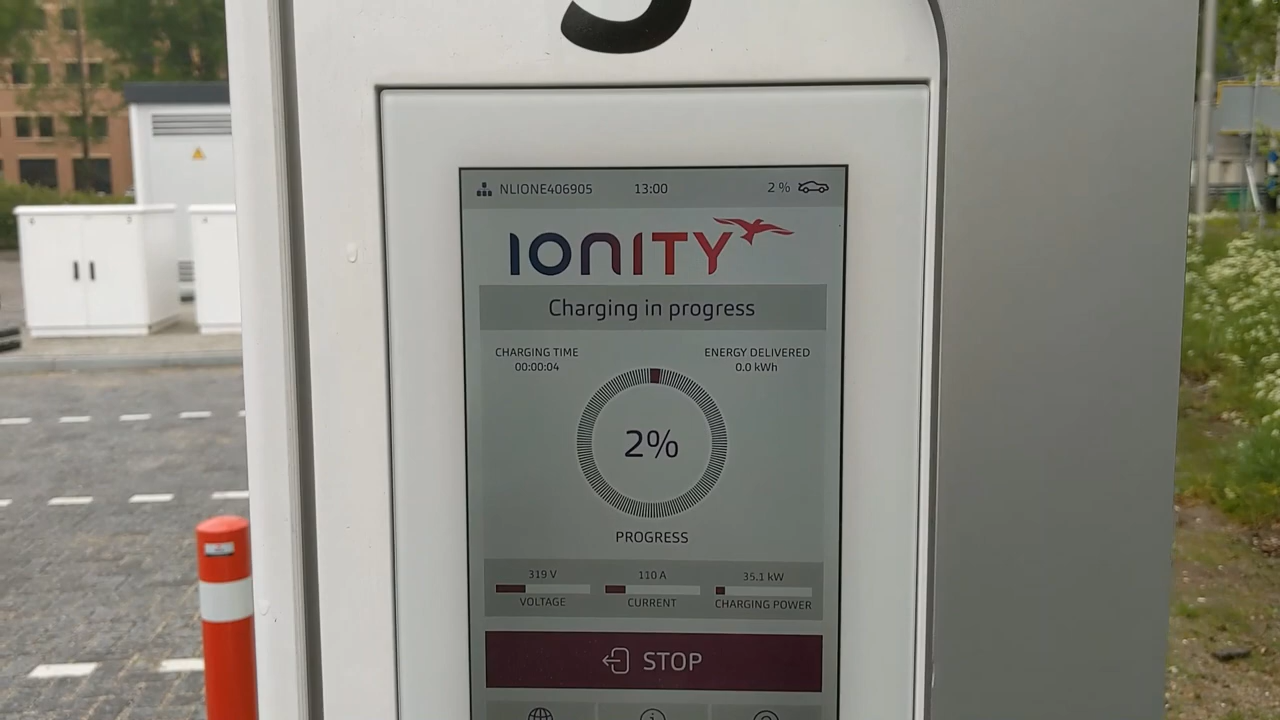 NLIONE406905 13:00 2 %
IONITY
Charging in progress
CHARGING TIME ENERGY DELIVERED
00:00:04 0.0 kWh
2%
PROGRESS
319 V 110 A 35.1 kW
VOLTAGE CURRENT CHARGING POWER
STOP